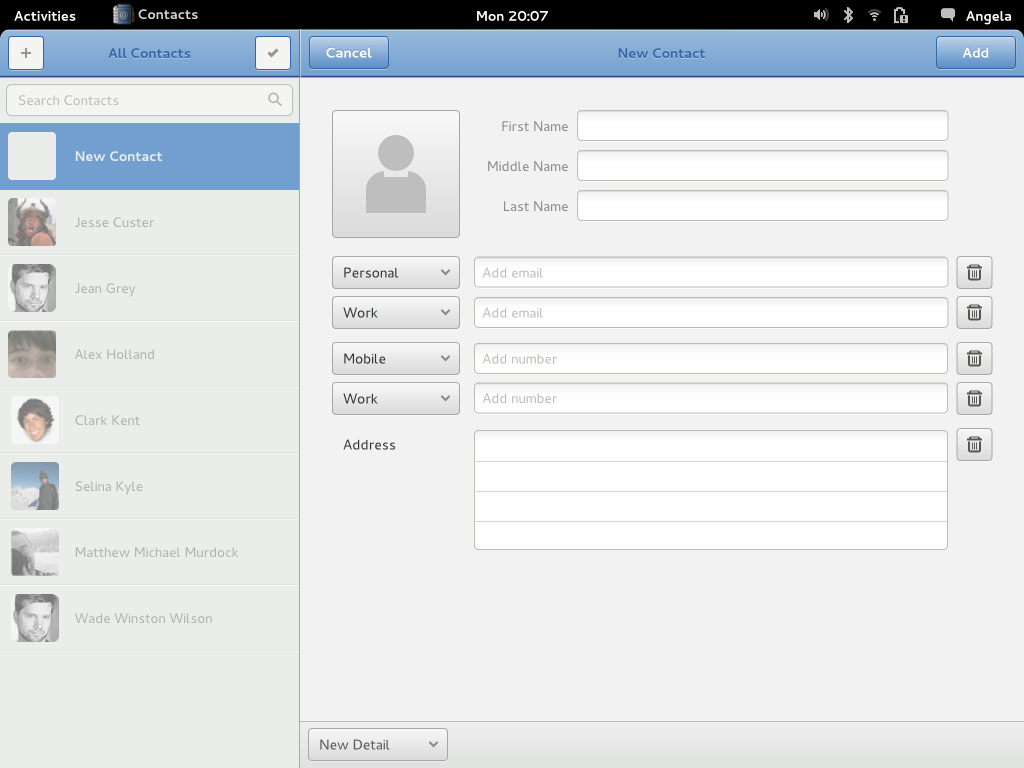 Activities Contacts Mon 20:07 Angela
All Contacts
Cancel New Contact Add
Search Contacts
New Contact
Jesse Custer
Jean Grey
Alex Holland
Clark Kent
Selina Kyle
Matthew Michael Murdock
Wade Winston Wilson
First Name
Middle Name
Last Name
Personal Add email
Work Add email
Mobile Add number
Work Add number
Address
New Detail